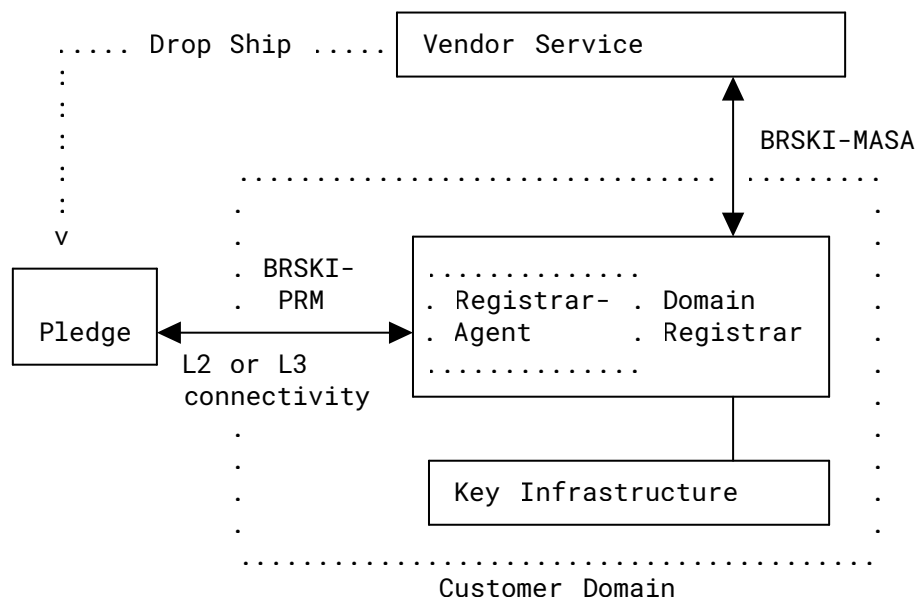 Drop Ship
Vendor Service
BRSKI-MASA
BRSKI-
PRM
Registrar-
Agent
Domain
Registrar
Pledge
L2 or L3
connectivity
Key Infrastructure
Customer Domain